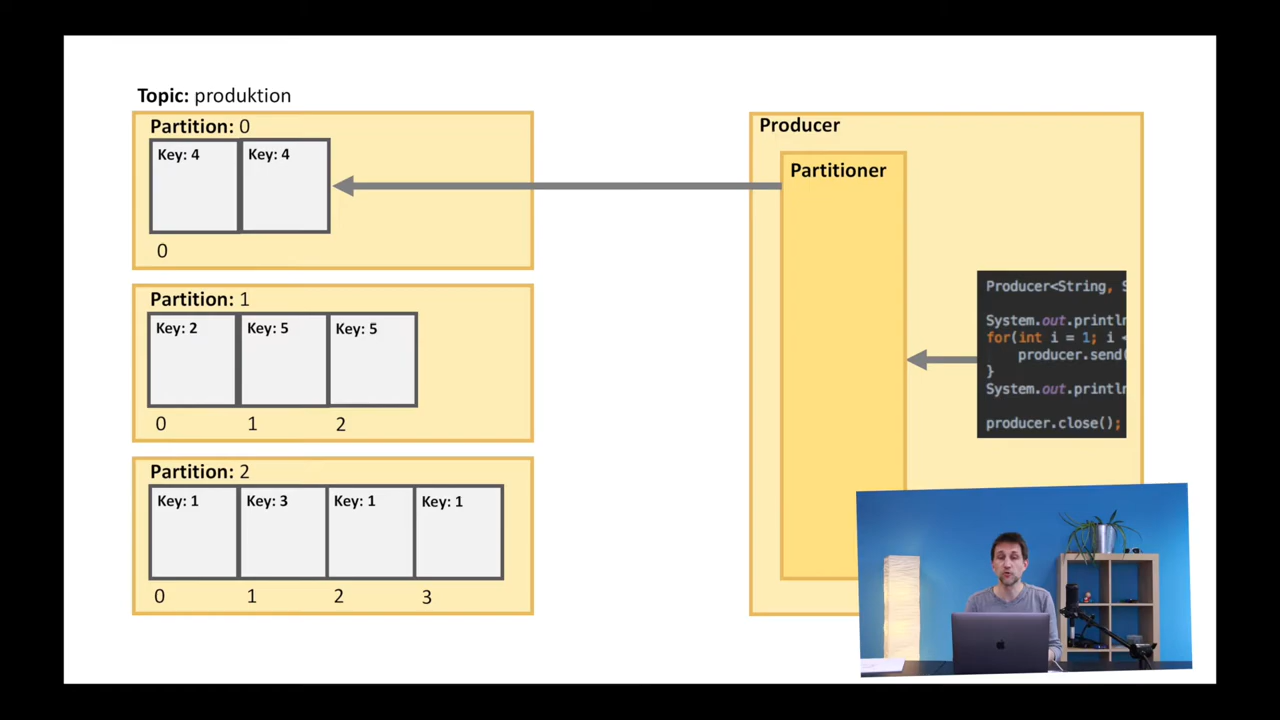 Topic: produktion
Partition: 0
Key: 4 Key: 4
0
Partition: 1
Key: 2 Key: 5 Key: 5
0 1 2
Partition: 2
Key: 1 Key: 3 Key: 1 Key: 1
0 1 2 3
Producer
Partitioner
Producer<String, S
System.out.println
for(int i = 1; i <
producer.send(
}
System.out.println
producer.close();